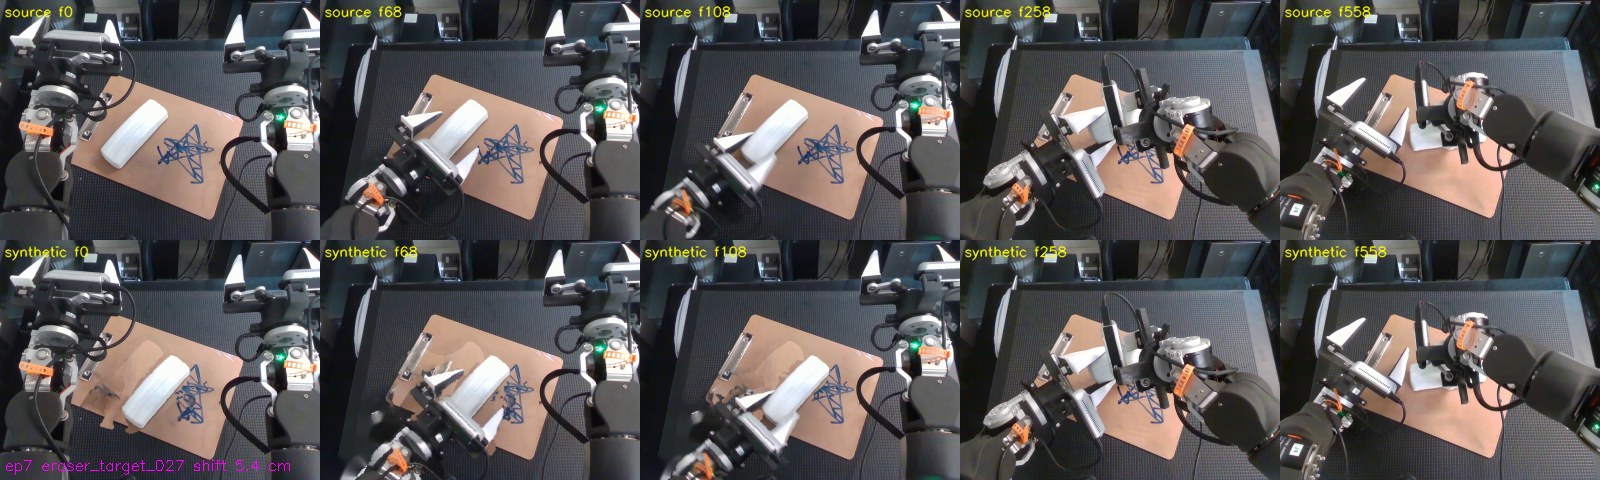 source f0
source f68
source f108
source f258
source f558
synthetic f0
synthetic f68
synthetic f108
synthetic f258
synthetic f558
ep7 eraser_target_027 shift 5.4 cm